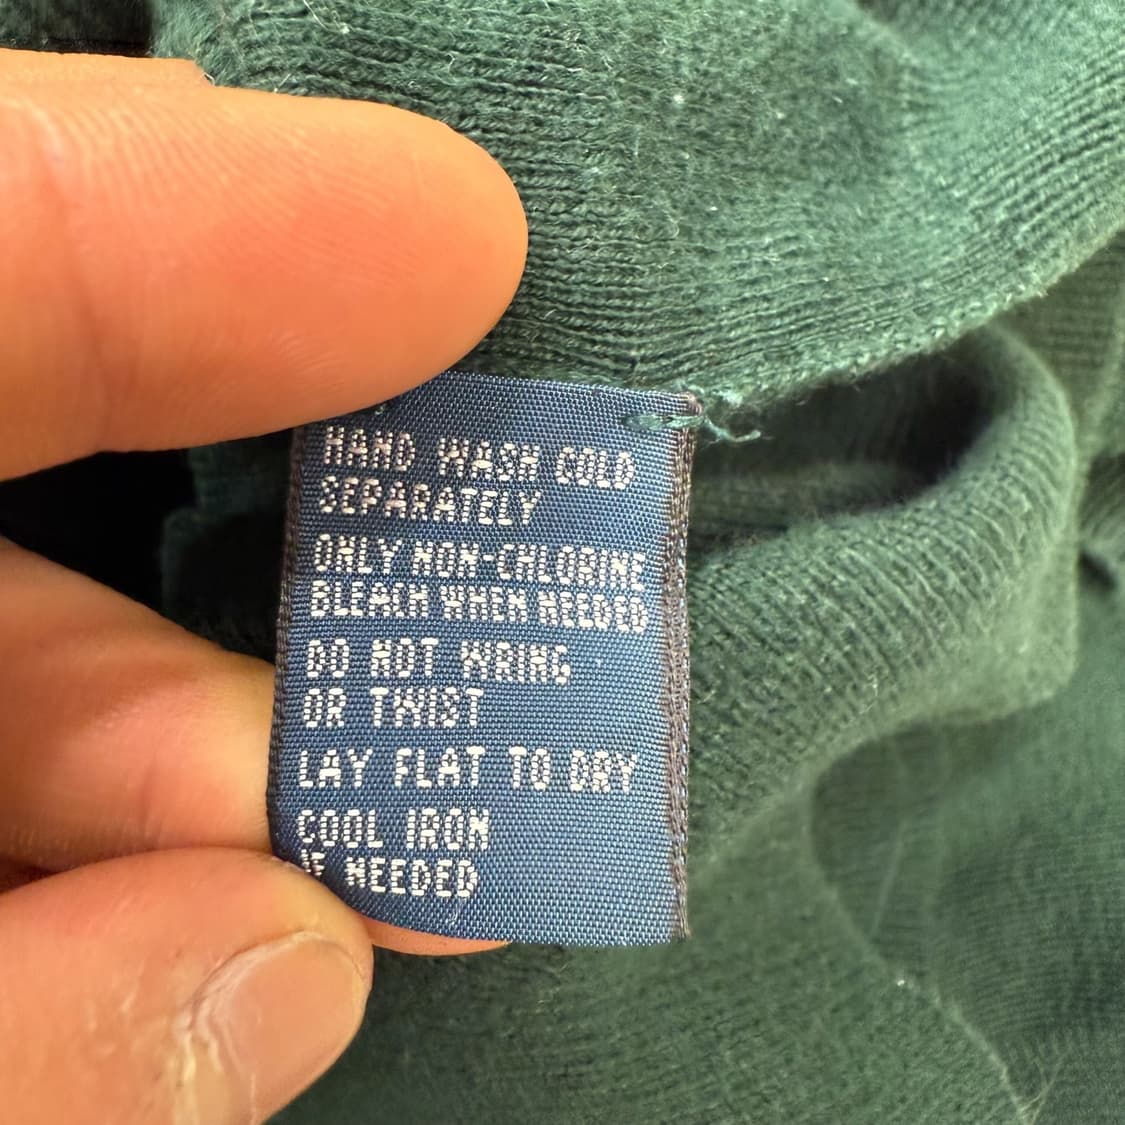 HAND WASH COLD
SEPARATELY
ONLY NON-CHLORINE
BLEACH WHEN NEEDED
DO NOT WRING
OR TWIST
LAY FLAT TO DRY
COOL IRON
IF NEEDED